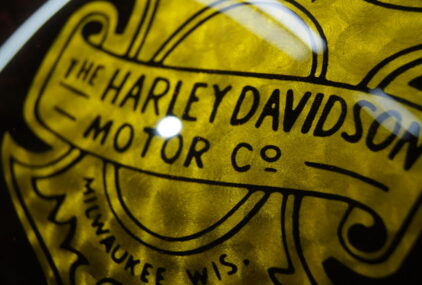 THE HARLEY DAVIDSON
MOTOR Co
MILWAUKEE WIS.